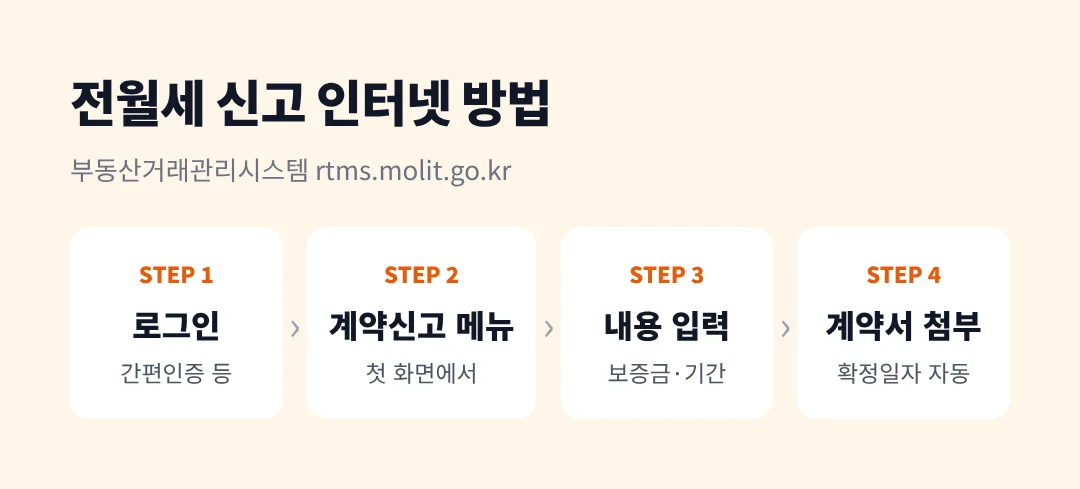 전월세 신고 인터넷 방법
부동산거래관리시스템 rtms.molit.go.kr
STEP 1
로그인
간편인증 등
›
STEP 2
계약신고 메뉴
첫 화면에서
›
STEP 3
내용 입력
보증금·기간
›
STEP 4
계약서 첨부
확정일자 자동